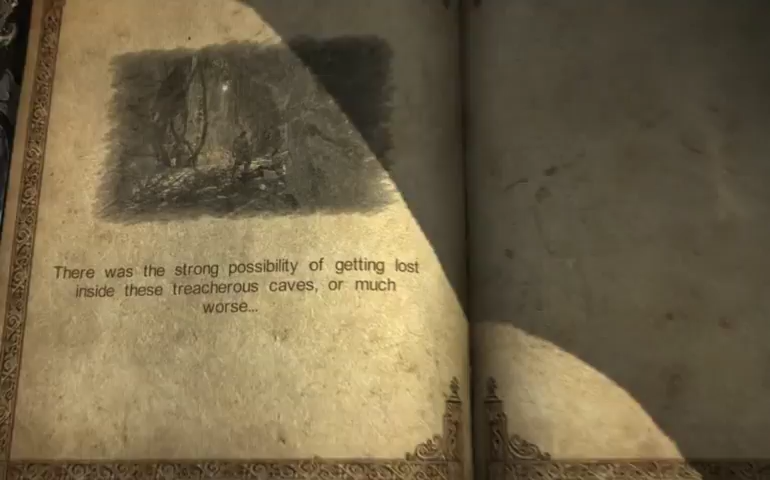 There was the strong possibility of getting lost
inside these treacherous caves, or much
worse...